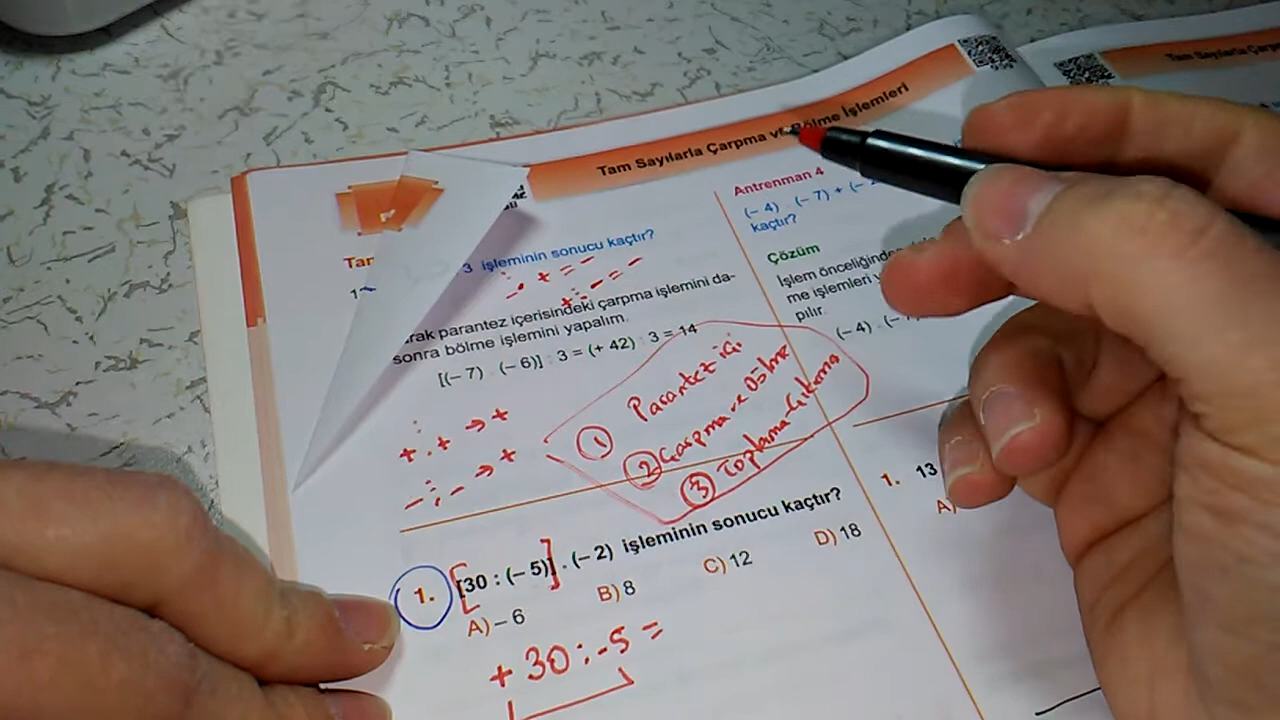 Tam Sayılarla Çarpma ve Bölme İşlemleri
3 işleminin sonucu kaçtır?
- . + = -
+ : - = -
parantez içerisindeki çarpma işlemini da-
sonra bölme işlemini yapalım.
[(- 7) . (- 6)] : 3 = (+ 42) : 3 = 14
① Parantez içi
② Çarpma ve Bölme
③ Toplama-Çıkarma
+ . + → +
- : - → +
1. [30 : (- 5)] . (- 2) işleminin sonucu kaçtır?
A) – 6 B) 8 C) 12 D) 18
+ 30 : - 5 =
Antrenman 4
(- 4) . (- 7) + (-
kaçtır?
Çözüm
İşlem
me işlemleri
pılır.
(- 4) . (-
1. 13
A)